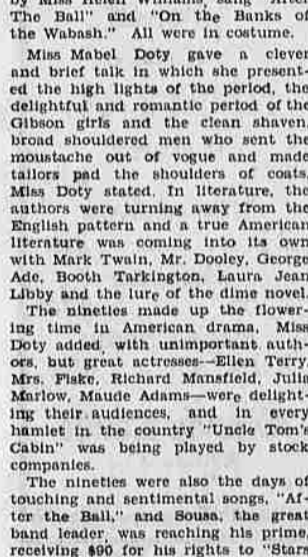 by Miss Helen Williams, sang "After
The Ball" and "On the Banks of
the Wabash." All were in costume.
Miss Mabel Doty gave a clever
and brief talk in which she present-
ed the high lights of the period, the
delightful and romantic period of the
Gibson girls and the clean shaven,
broad shouldered men who sent the
moustache out of vogue and made
tailors pad the shoulders of coats,
Miss Doty stated. In literature, the
authors were turning away from the
English pattern and a true American
literature was coming into its own
with Mark Twain, Mr. Dooley, George
Ade, Booth Tarkington, Laura Jean
Libby and the lure of the dime novel.
The nineties made up the flower-
ing time in American drama, Miss
Doty added, with unimportant auth-
ors, but great actresses—Ellen Terry,
Mrs. Fiske, Richard Mansfield, Julia
Marlow, Maude Adams—were delight-
ing their audiences, and in every
hamlet in the country "Uncle Tom's
Cabin" was being played by stock
companies.
The nineties were also the days of
touching and sentimental songs, "Af-
ter the Ball," and Sousa, the great
band leader, was reaching his prime,
receiving $90 for his rights to